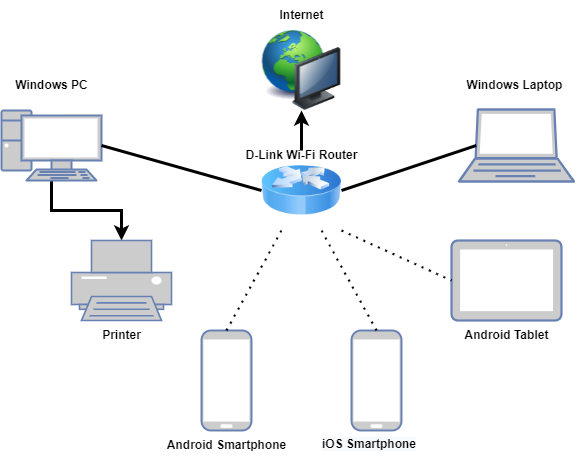 Internet
Windows PC
Windows Laptop
D-Link Wi-Fi Router
Printer
Android Tablet
Android Smartphone
iOS Smartphone